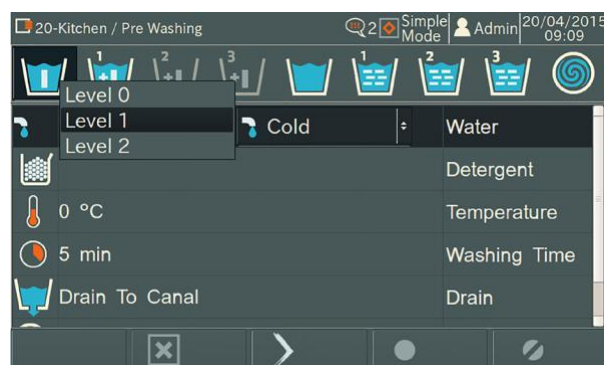 20-Kitchen / Pre Washing 2 Simple Mode Admin 20/04/2015 09:09
1 2 3 1 2 3
Level 0
Level 1
Level 2
Cold Water
Detergent
0 ºC Temperature
5 min Washing Time
Drain To Canal Drain